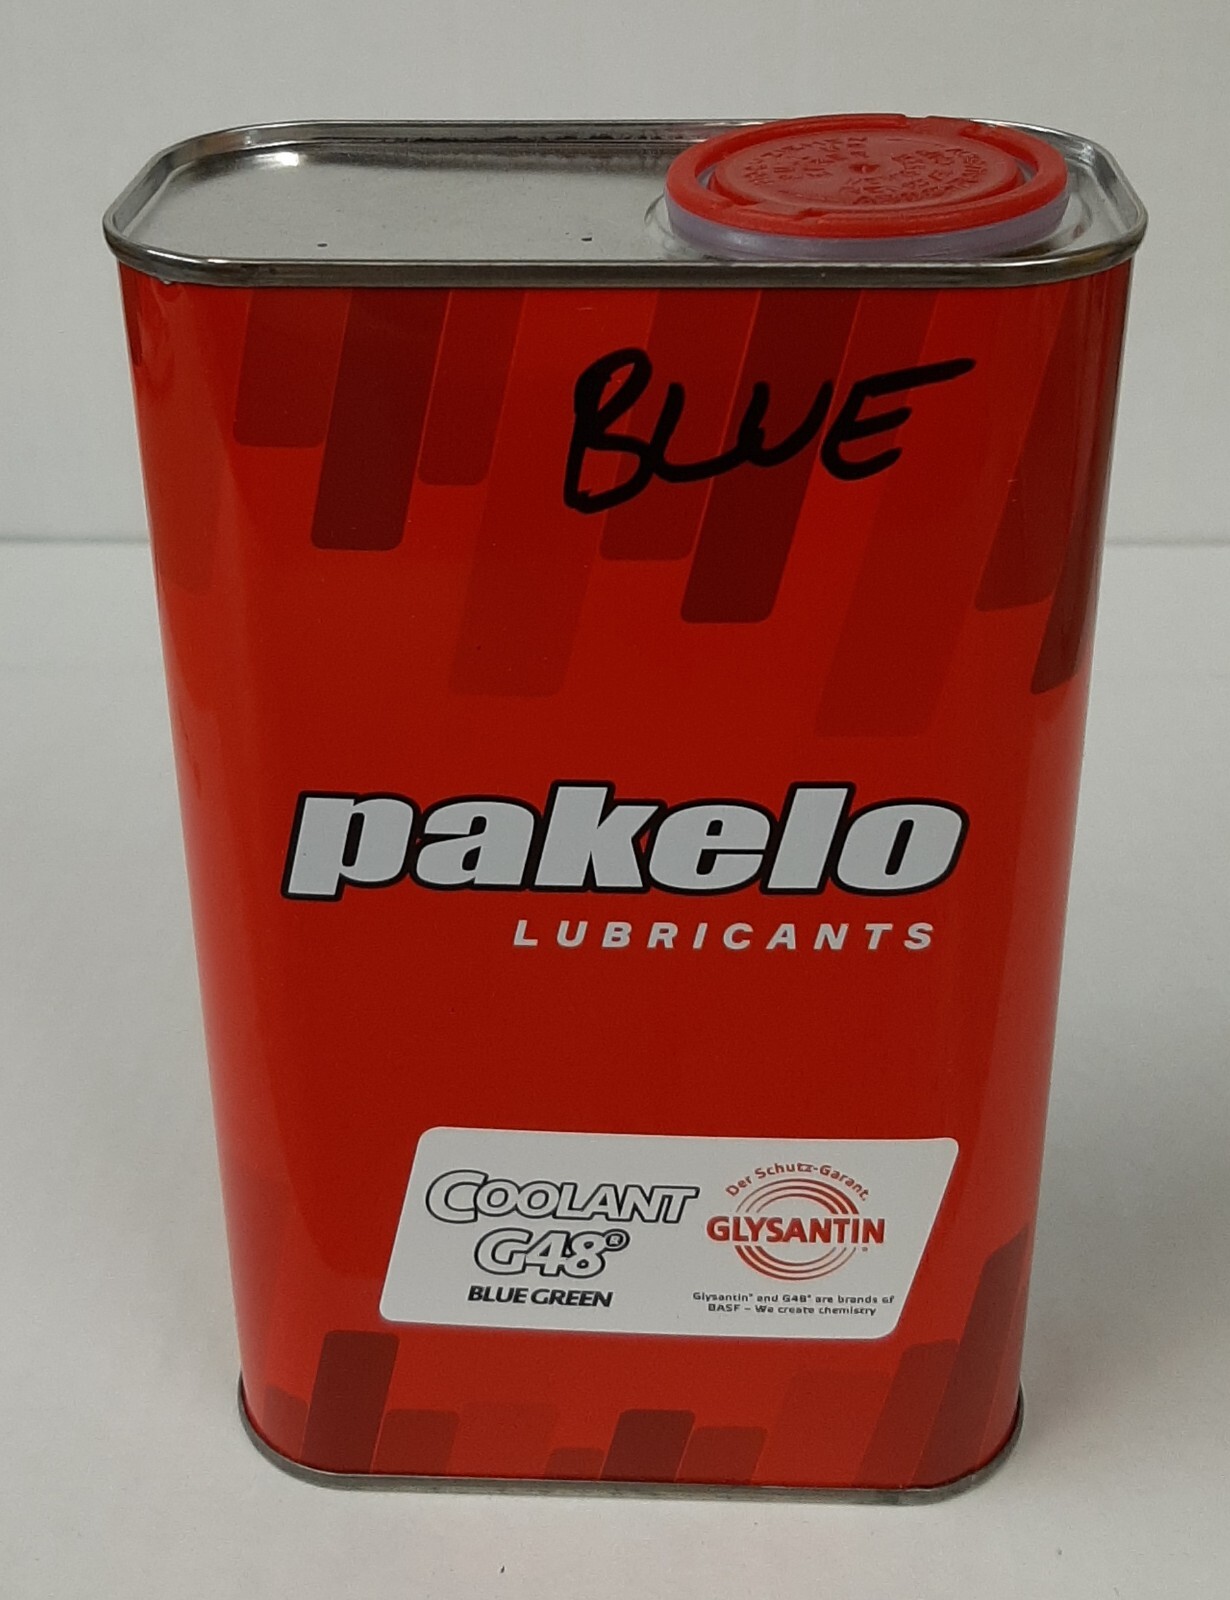 BLUE
pakelo
LUBRICANTS
COOLANT
G48®
BLUE GREEN
Der Schutz-Garant.
GLYSANTIN®
Glysantin® and G48® are brands of
BASF – We create chemistry